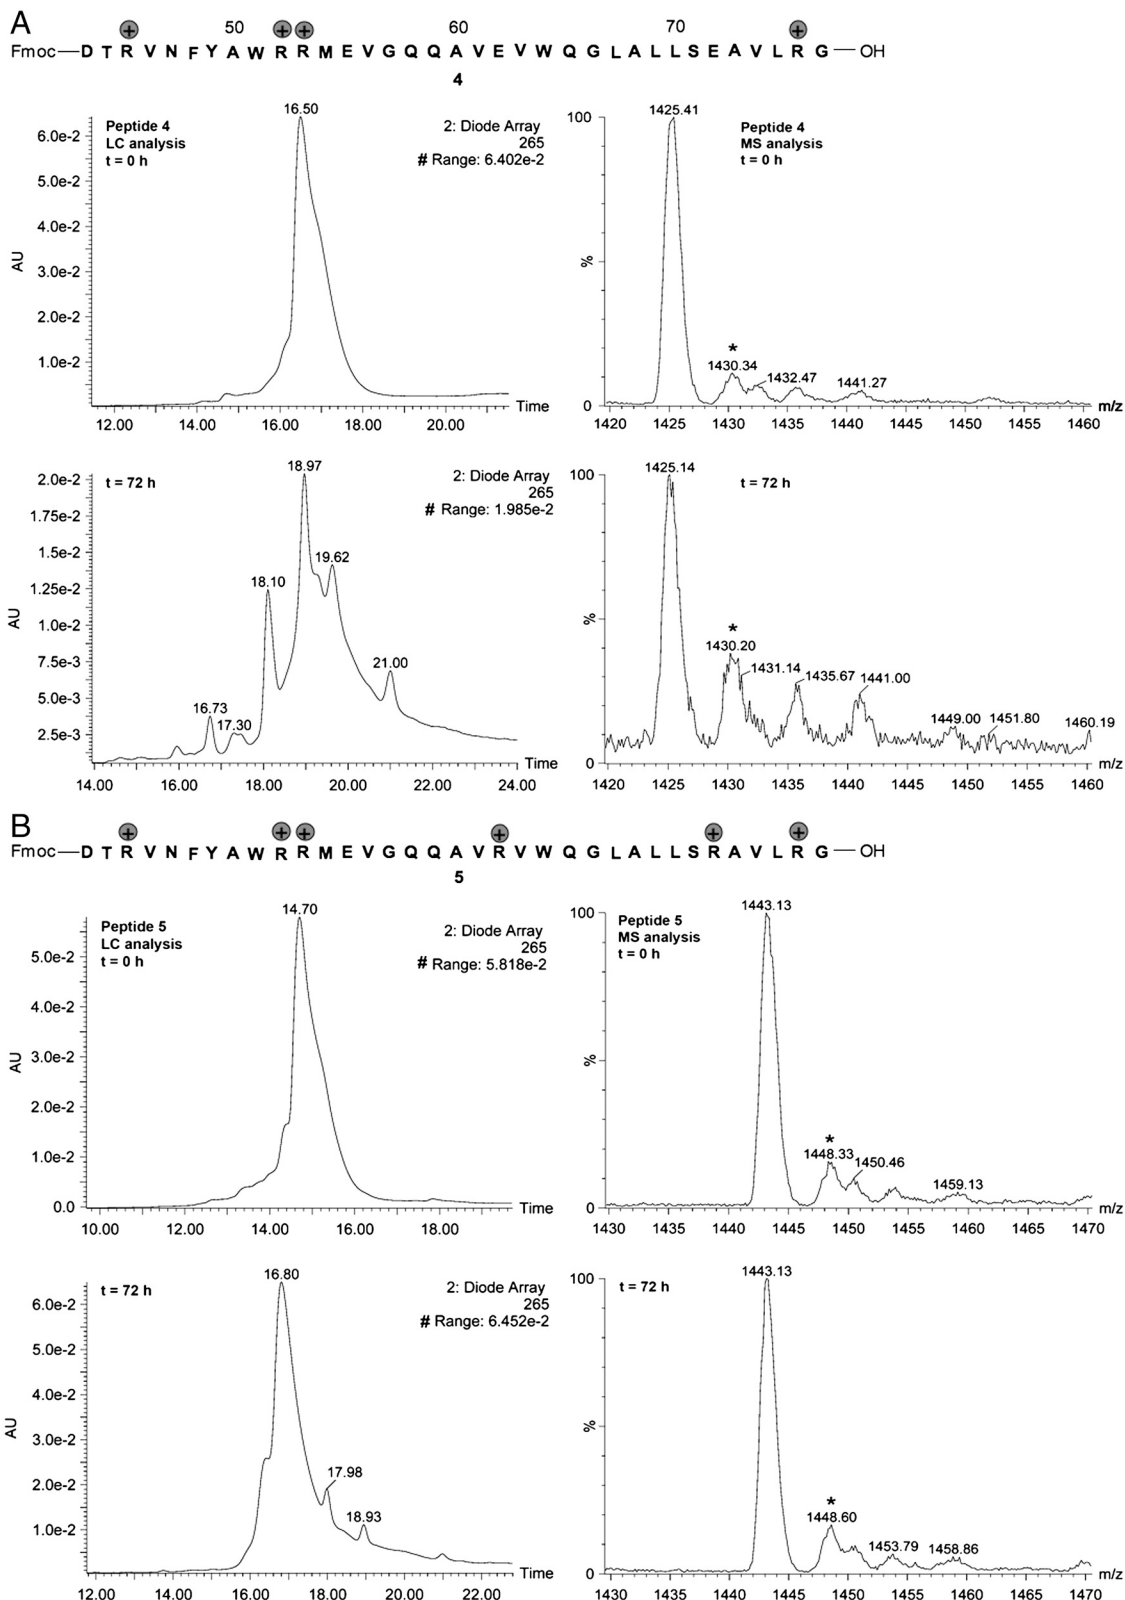 A
50 60 70
+ + + +
Fmoc—D T R V N F Y A W R R M E V G Q Q A V E V W Q G L A L L S E A V L R G—OH
4
Peptide 4
LC analysis
t = 0 h
16.50
2: Diode Array
265
# Range: 6.402e-2
AU
6.0e-2
5.0e-2
4.0e-2
3.0e-2
2.0e-2
1.0e-2
12.00 14.00 16.00 18.00 20.00
Time
Peptide 4
MS analysis
t = 0 h
1425.41
*
1430.34
1432.47
1441.27
100
%
0
1420 1425 1430 1435 1440 1445 1450 1455 1460
m/z
t = 72 h
18.97
19.62
18.10
21.00
16.73
17.30
2: Diode Array
265
# Range: 1.985e-2
AU
2.0e-2
1.75e-2
1.5e-2
1.25e-2
1.0e-2
7.5e-3
5.0e-3
2.5e-3
14.00 16.00 18.00 20.00 22.00 24.00
Time
t = 72 h
1425.14
*
1430.20
1431.14
1435.67
1441.00
1449.00
1451.80
1460.19
100
%
0
1420 1425 1430 1435 1440 1445 1450 1455 1460
m/z
B
+ + + + + +
Fmoc—D T R V N F Y A W R R M E V G Q Q A V R V W Q G L A L L S R A V L R G—OH
5
Peptide 5
LC analysis
t = 0 h
14.70
2: Diode Array
265
# Range: 5.818e-2
AU
5.0e-2
4.0e-2
3.0e-2
2.0e-2
1.0e-2
0.0
10.00 12.00 14.00 16.00 18.00
Time
Peptide 5
MS analysis
t = 0 h
1443.13
*
1448.33
1450.46
1459.13
100
%
0
1430 1435 1440 1445 1450 1455 1460 1465 1470
m/z
t = 72 h
16.80
17.98
18.93
2: Diode Array
265
# Range: 6.452e-2
AU
6.0e-2
5.0e-2
4.0e-2
3.0e-2
2.0e-2
1.0e-2
12.00 14.00 16.00 18.00 20.00 22.00
Time
t = 72 h
1443.13
*
1448.60
1453.79
1458.86
100
%
0
1430 1435 1440 1445 1450 1455 1460 1465 1470
m/z